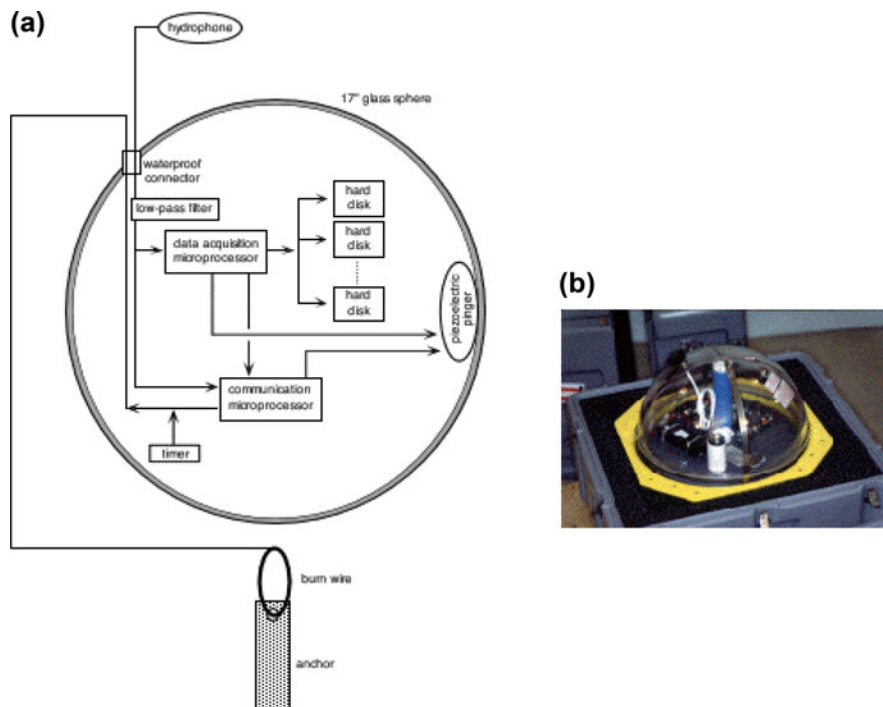 (a)
hydrophone
17" glass sphere
waterproof
connector
low-pass filter
data acquisition
microprocessor
hard
disk
hard
disk
hard
disk
piezoelectric
pinger
communication
microprocessor
timer
burn wire
anchor
(b)